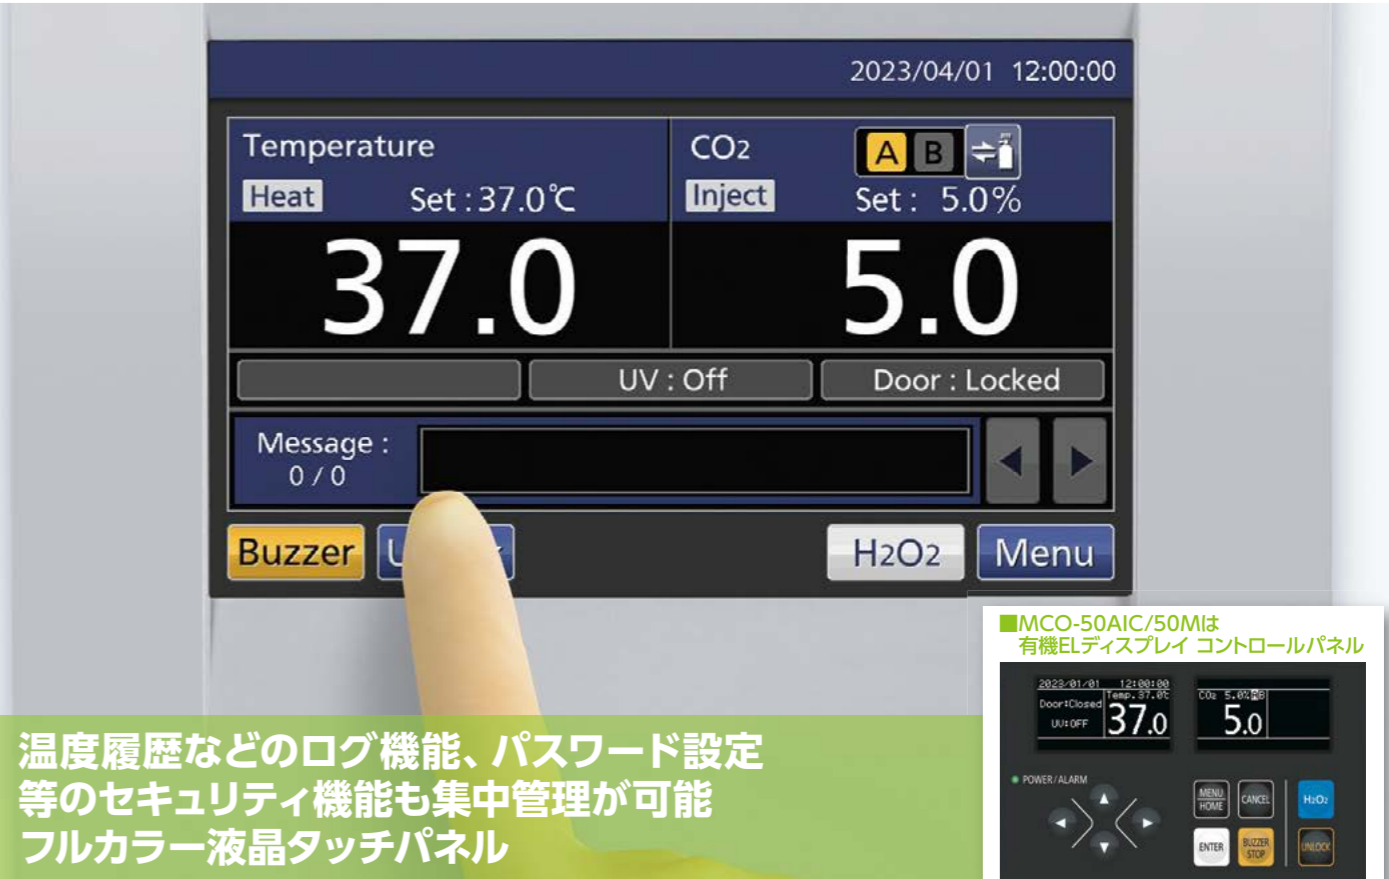 2023/04/01 12:00:00
Temperature
Heat Set : 37.0℃
37.0
CO2 A B
Inject Set : 5.0%
5.0
UV : Off
Door : Locked
Message :
0 / 0
Buzzer
H2O2
Menu
■MCO-50AIC/50Mは
有機ELディスプレイ コントロールパネル
2023/01/01 12:00:00
Door:Closed
UV:OFF
Temp.37.0℃
37.0
CO2 5.0% AB
5.0
POWER/ALARM
MENU
HOME
CANCEL
H2O2
ENTER
BUZZER
STOP
UNLOCK
温度履歴などのログ機能、パスワード設定
等のセキュリティ機能も集中管理が可能
フルカラー液晶タッチパネル